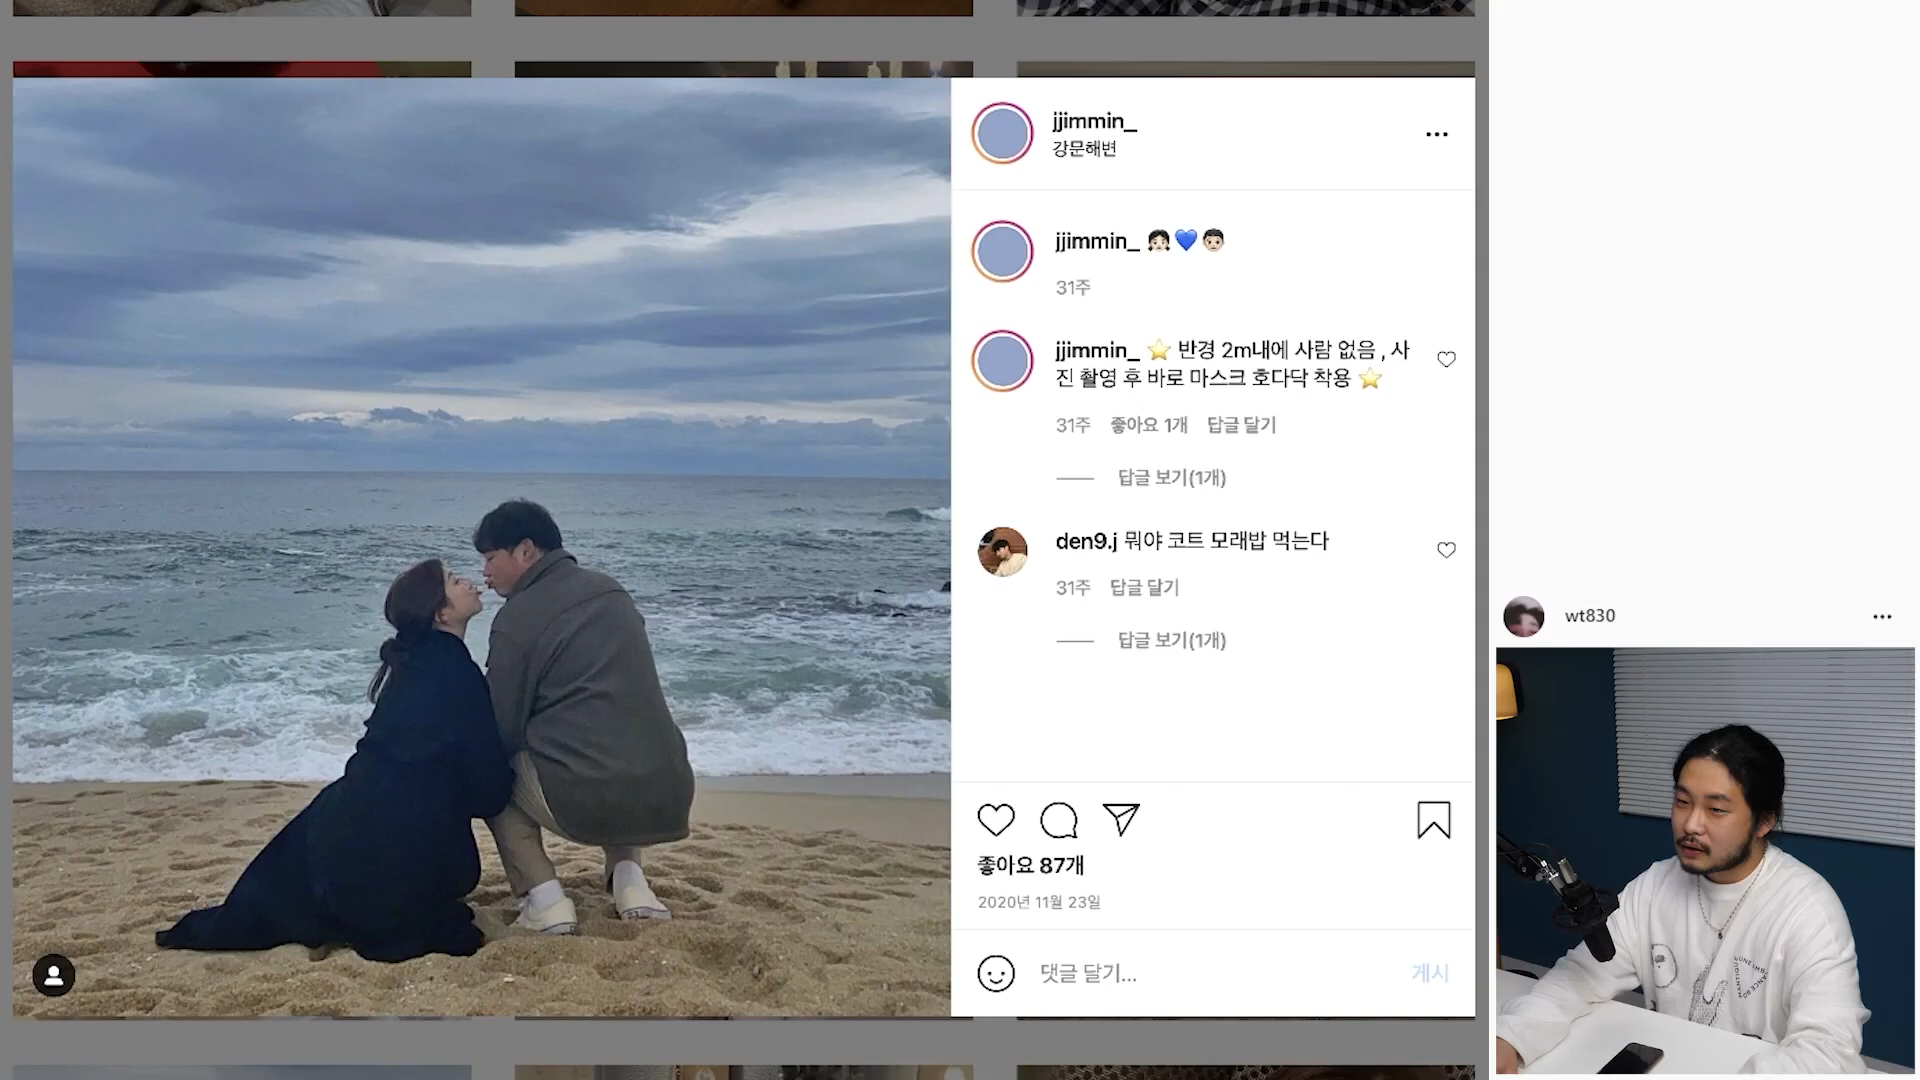 jjimmin_
강문해변
jjimmin_ 👧🏻💙👦🏻
31주
jjimmin_ ⭐ 반경 2m내에 사람 없음 , 사
진 촬영 후 바로 마스크 호다닥 착용 ⭐
31주 좋아요 1개 답글 달기
답글 보기(1개)
den9.j 뭐야 코트 모래밥 먹는다
31주 답글 달기
답글 보기(1개)
좋아요 87개
2020년 11월 23일
댓글 달기...
게시
wt830